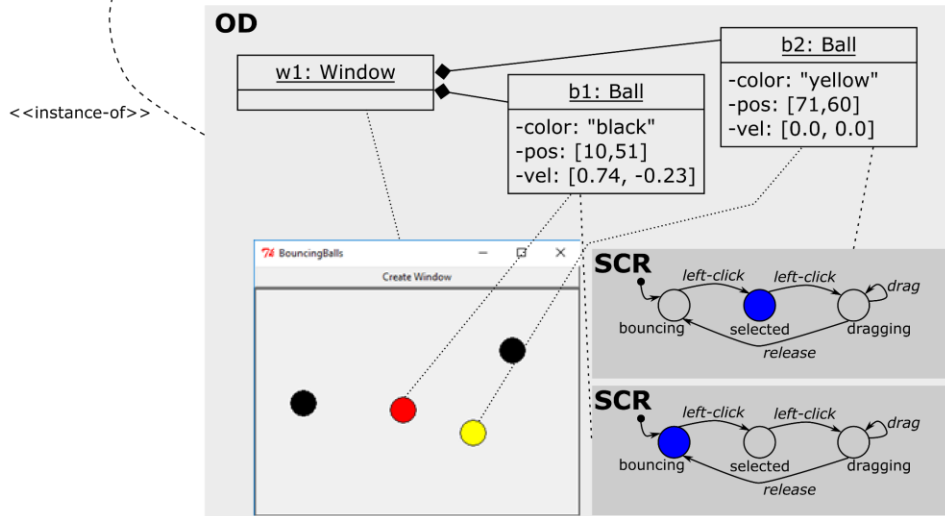 OD
<<instance-of>>
w1: Window
b1: Ball
-color: "black"
-pos: [10,51]
-vel: [0.74, -0.23]
b2: Ball
-color: "yellow"
-pos: [71,60]
-vel: [0.0, 0.0]
BouncingBalls
Create Window
SCR
left-click
left-click
drag
bouncing
selected
dragging
release
SCR
left-click
left-click
drag
bouncing
selected
dragging
release